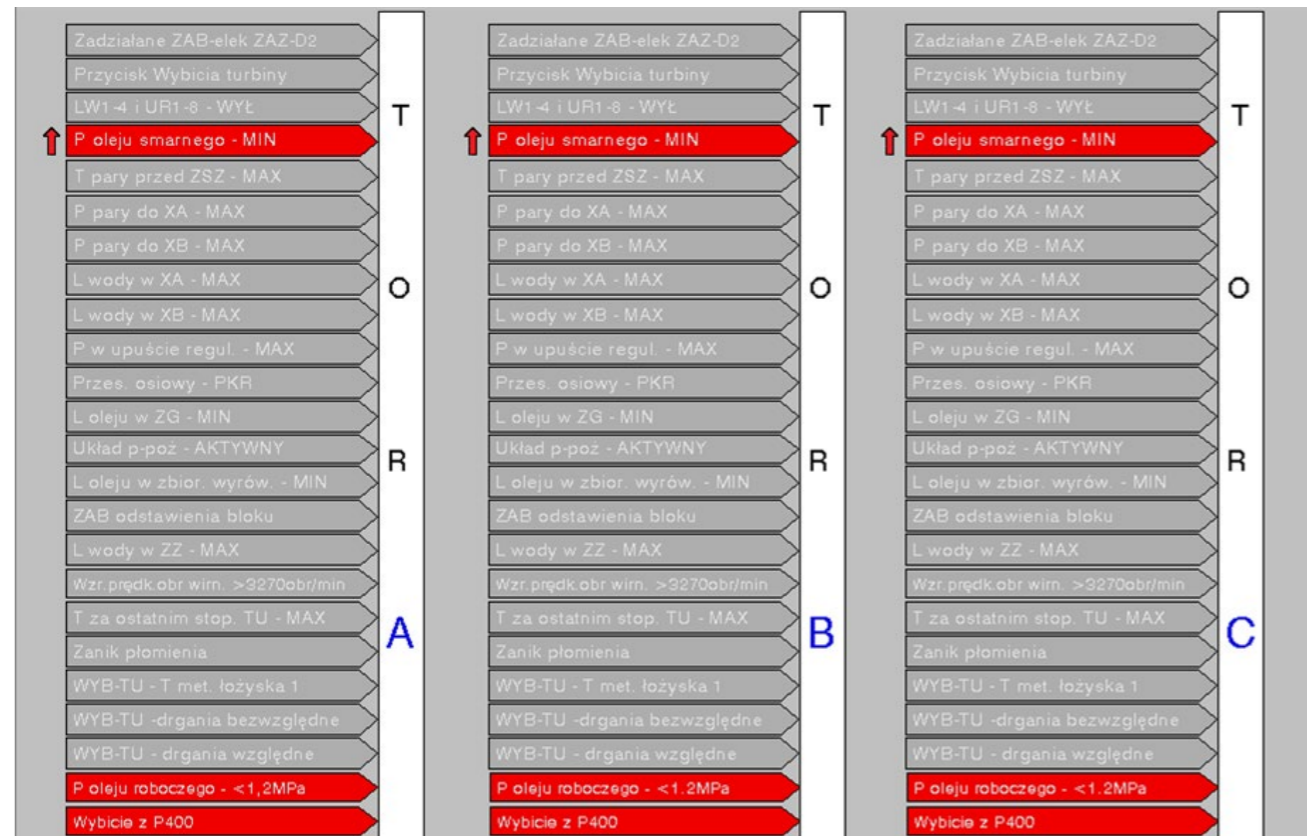 Zadziałane ZAB-elek ZAZ-D2
Przycisk Wybicia turbiny
LW1-4 i UR1-8 - WYŁ
P oleju smarnego - MIN
T pary przed ZSZ - MAX
P pary do XA - MAX
P pary do XB - MAX
L wody w XA - MAX
L wody w XB - MAX
P w upuście regul. - MAX
Przes. osiowy - PKR
L oleju w ZG - MIN
Układ p-poż - AKTYWNY
L oleju w zbior. wyrów. - MIN
ZAB odstawienia bloku
L wody w ZZ - MAX
Wzr.prędk.obr wirn. >3270obr/min
T za ostatnim stop. TU - MAX
Zanik płomienia
WYB-TU - T met. łożyska 1
WYB-TU -drgania bezwzględne
WYB-TU - drgania względne
P oleju roboczego - <1,2MPa
Wybicie z P400
T
O
R
A
Zadziałane ZAB-elek ZAZ-D2
Przycisk Wybicia turbiny
LW1-4 i UR1-8 - WYŁ
P oleju smarnego - MIN
T pary przed ZSZ - MAX
P pary do XA - MAX
P pary do XB - MAX
L wody w XA - MAX
L wody w XB - MAX
P w upuście regul. - MAX
Przes. osiowy - PKR
L oleju w ZG - MIN
Układ p-poż - AKTYWNY
L oleju w zbior. wyrów. - MIN
ZAB odstawienia bloku
L wody w ZZ - MAX
Wzr.prędk.obr wirn. >3270obr/min
T za ostatnim stop. TU - MAX
Zanik płomienia
WYB-TU - T met. łożyska 1
WYB-TU -drgania bezwzględne
WYB-TU - drgania względne
P oleju roboczego - <1.2MPa
Wybicie z P400
T
O
R
B
Zadziałane ZAB-elek ZAZ-D2
Przycisk Wybicia turbiny
LW1-4 i UR1-8 - WYŁ
P oleju smarnego - MIN
T pary przed ZSZ - MAX
P pary do XA - MAX
P pary do XB - MAX
L wody w XA - MAX
L wody w XB - MAX
P w upuście regul. - MAX
Przes. osiowy - PKR
L oleju w ZG - MIN
Układ p-poż - AKTYWNY
L oleju w zbior. wyrów. - MIN
ZAB odstawienia bloku
L wody w ZZ - MAX
Wzr.prędk.obr wirn. >3270obr/min
T za ostatnim stop. TU - MAX
Zanik płomienia
WYB-TU - T met. łożyska 1
WYB-TU -drgania bezwzględne
WYB-TU - drgania względne
P oleju roboczego - <1.2MPa
Wybicie z P400
T
O
R
C